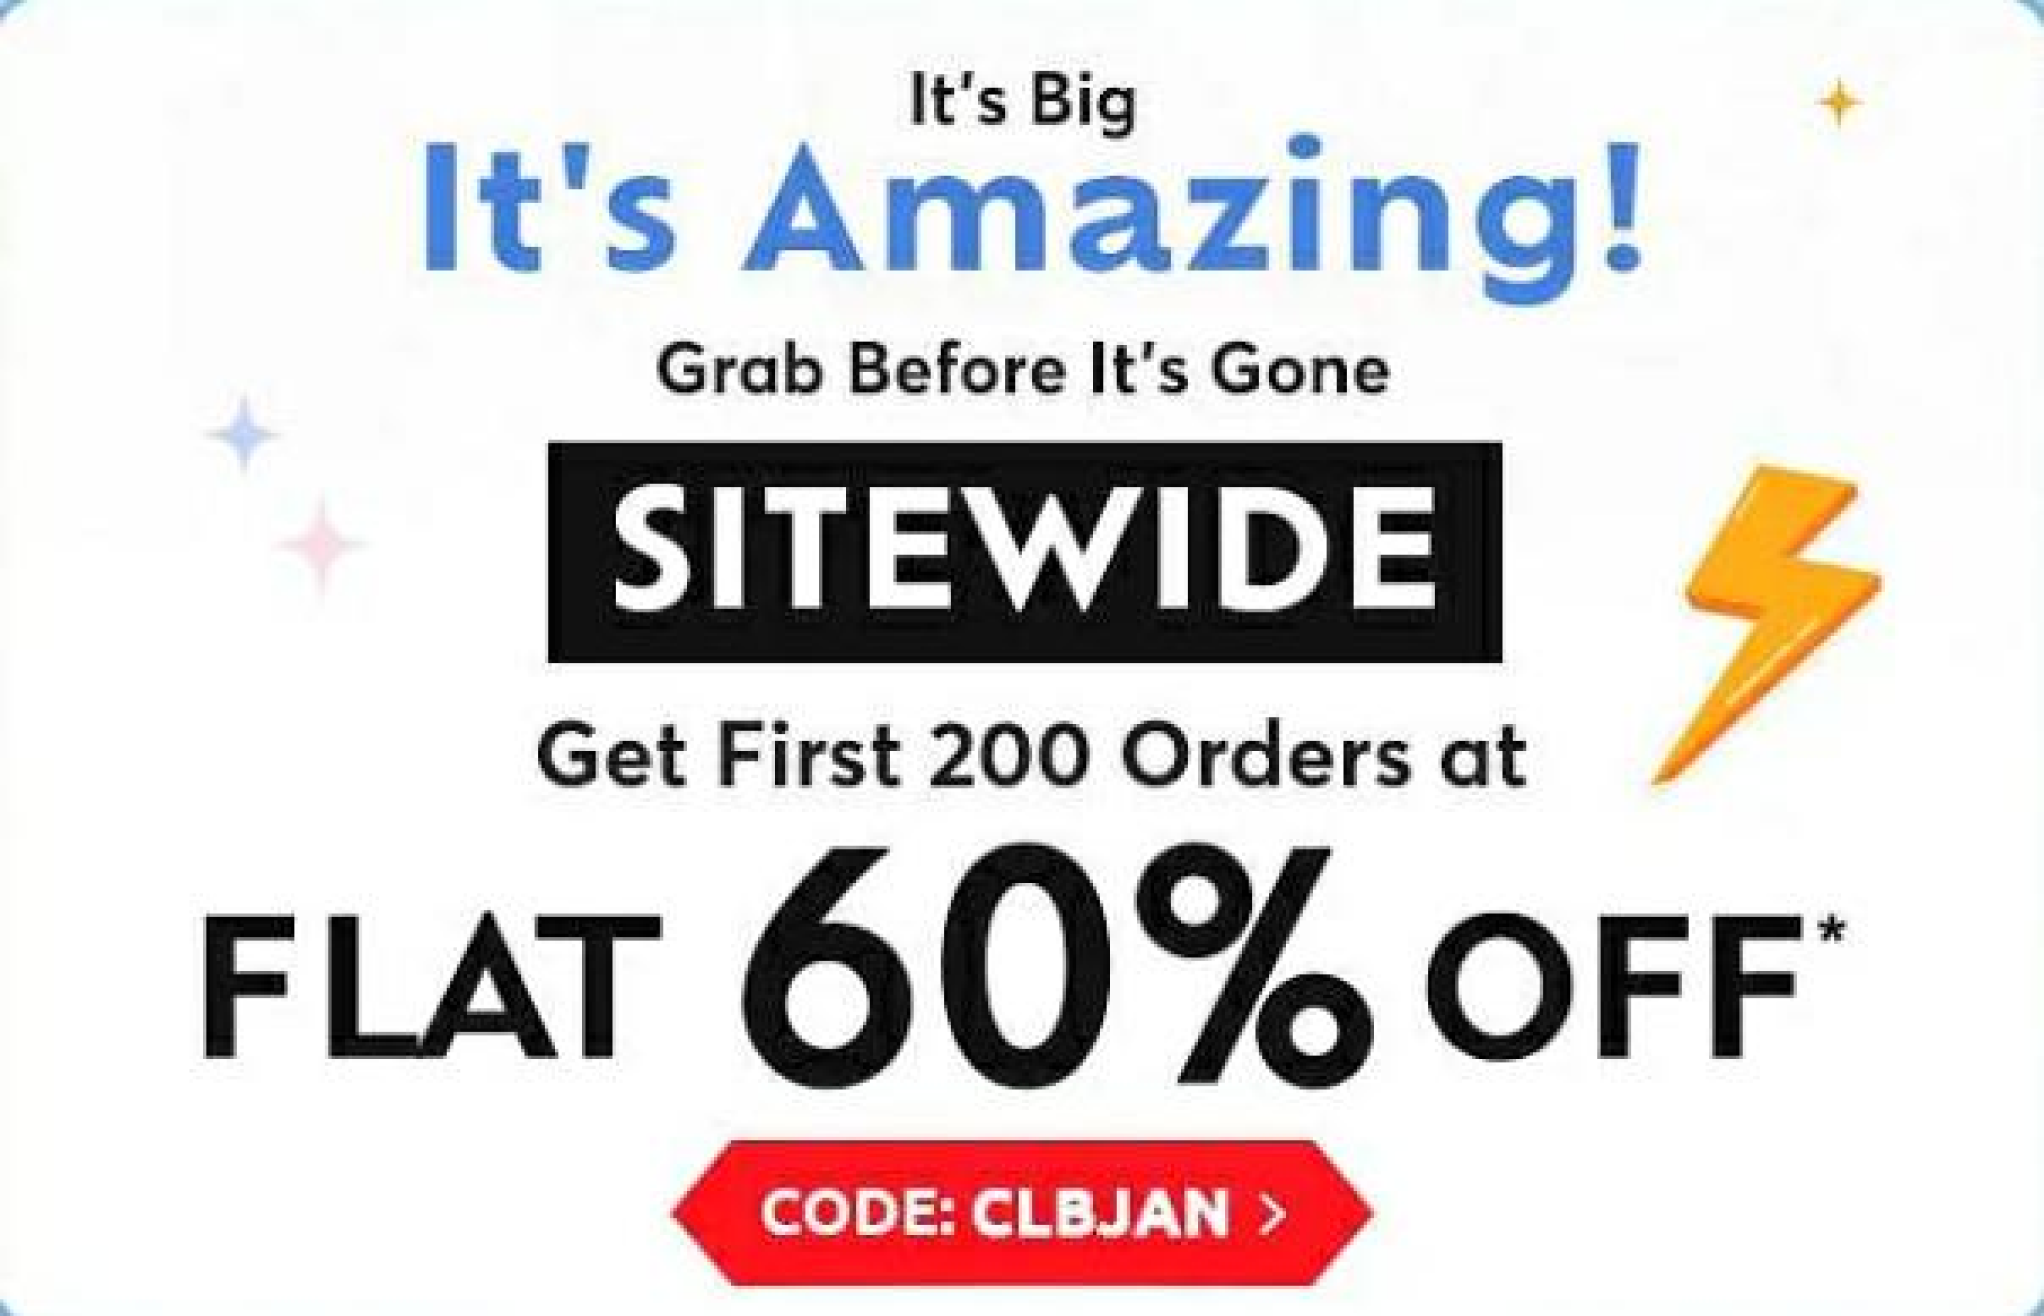 It's Big
It's Amazing!
Grab Before It's Gone
SITEWIDE
Get First 200 Orders at
FLAT 60% OFF*
CODE: CLBJAN >